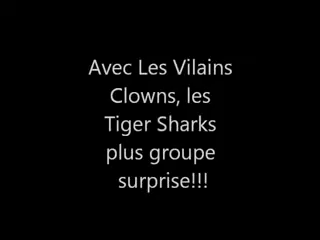 Avec Les Vilains
Clowns, les
Tiger Sharks
plus groupe
surprise!!!